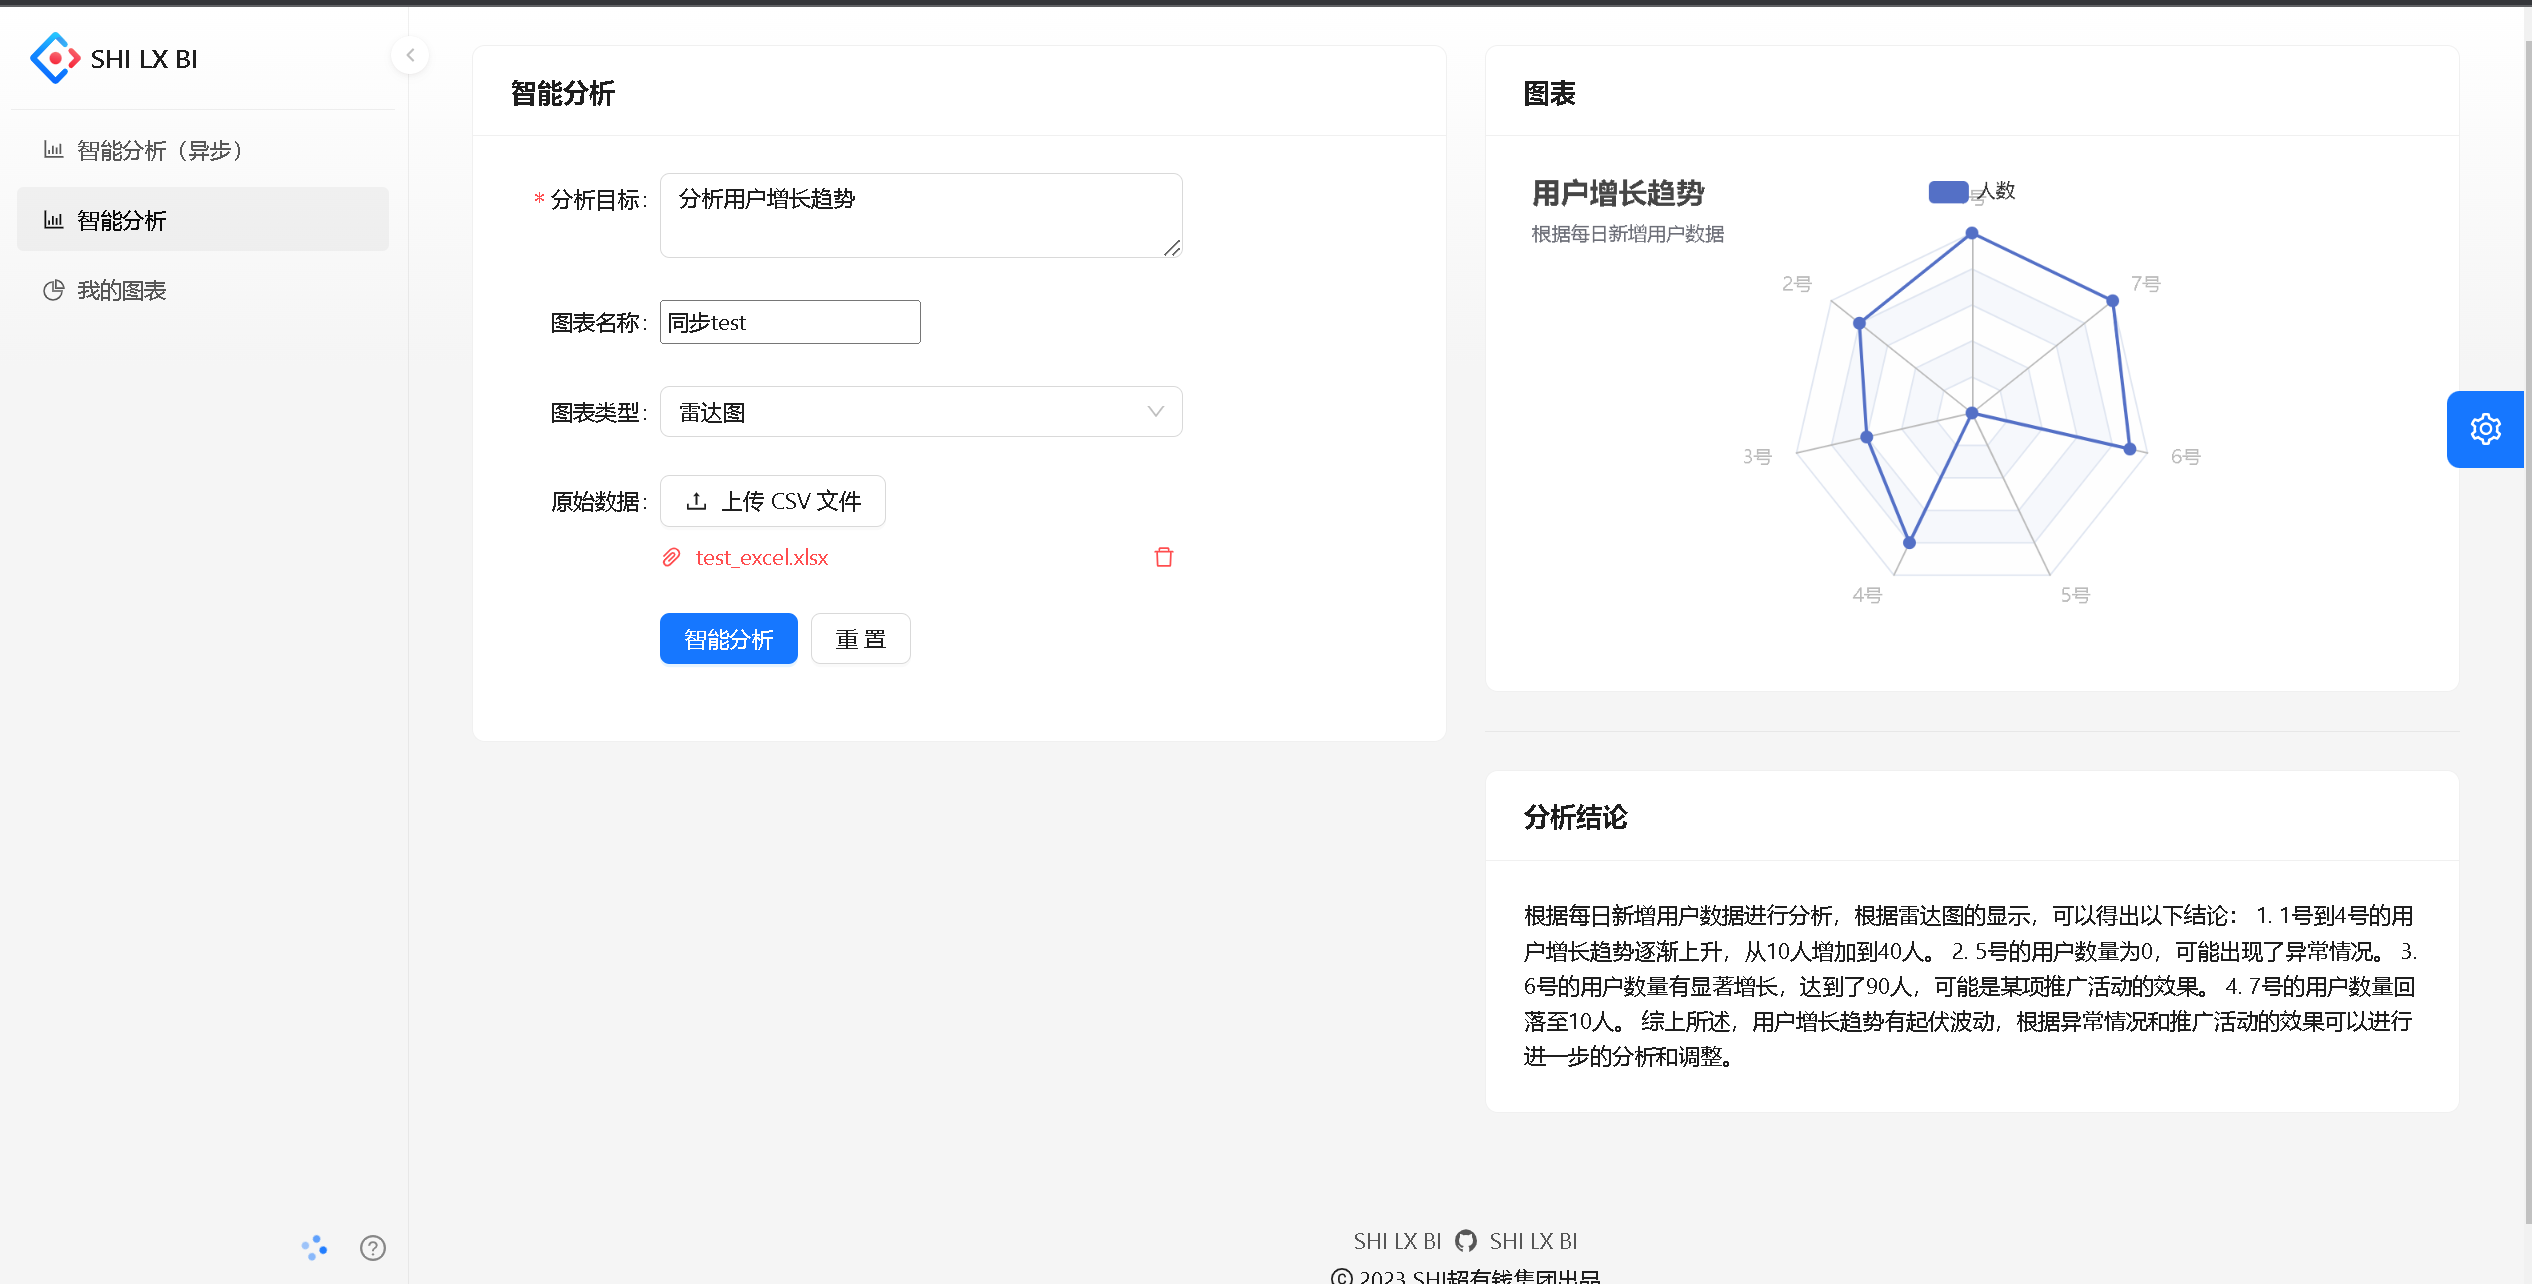 SHI LX BI
智能分析（异步）
智能分析
我的图表
智能分析
* 分析目标:
分析用户增长趋势
图表名称:
同步test
图表类型:
雷达图
原始数据:
上传 CSV 文件
test_excel.xlsx
智能分析
重 置
图表
用户增长趋势
根据每日新增用户数据
人数
2号
7号
3号
6号
4号
5号
分析结论
根据每日新增用户数据进行分析，根据雷达图的显示，可以得出以下结论： 1. 1号到4号的用
户增长趋势逐渐上升，从10人增加到40人。 2. 5号的用户数量为0，可能出现了异常情况。 3.
6号的用户数量有显著增长，达到了90人，可能是某项推广活动的效果。 4. 7号的用户数量回
落至10人。 综上所述，用户增长趋势有起伏波动，根据异常情况和推广活动的效果可以进行
进一步的分析和调整。
SHI LX BI SHI LX BI
© 2023 SHI超有钱集团出品